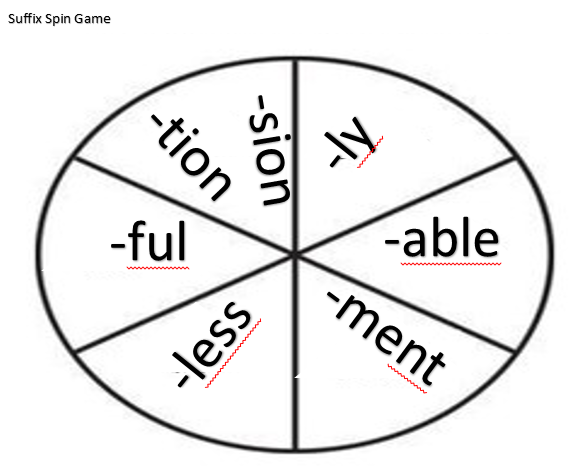 Suffix Spin Game
-tion
-sion
-ly
-ful
-able
-less
-ment